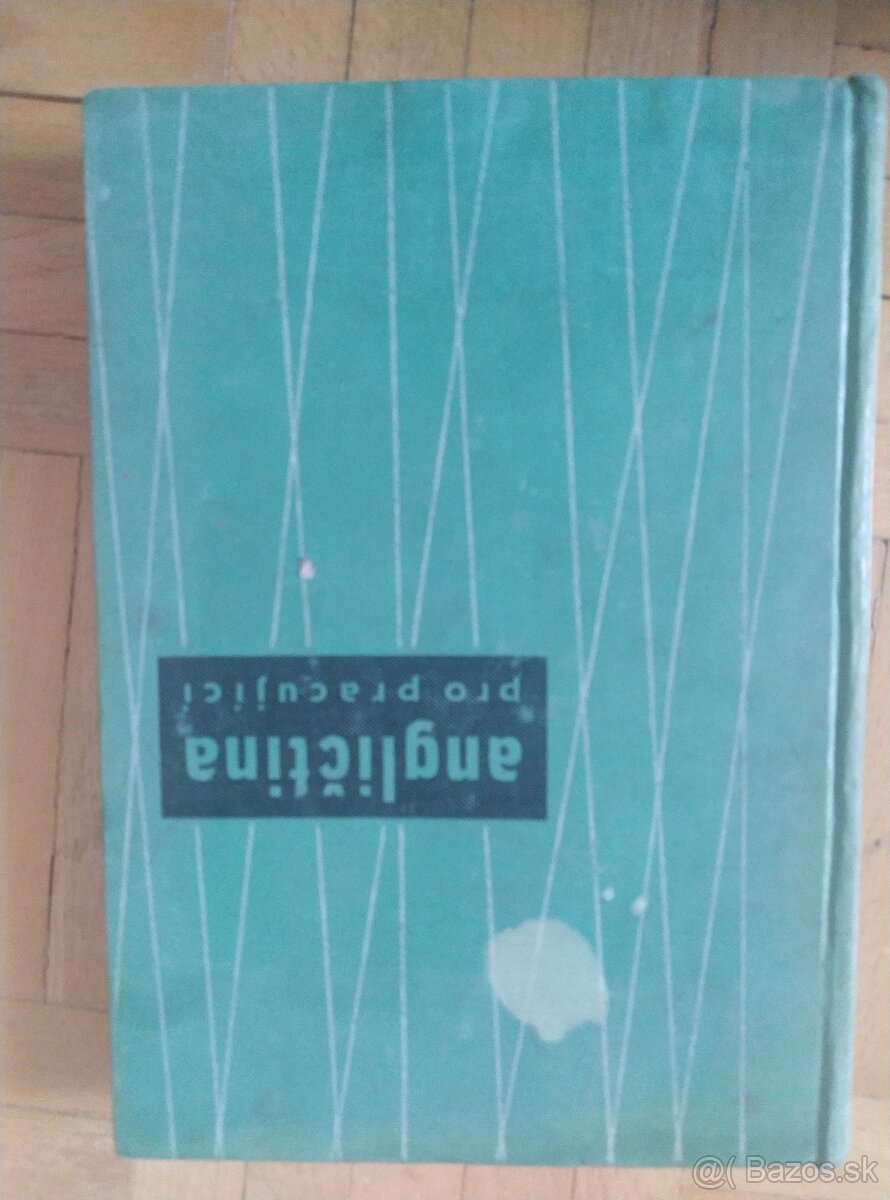 angličtina
pro pracující
@( Bazos.sk